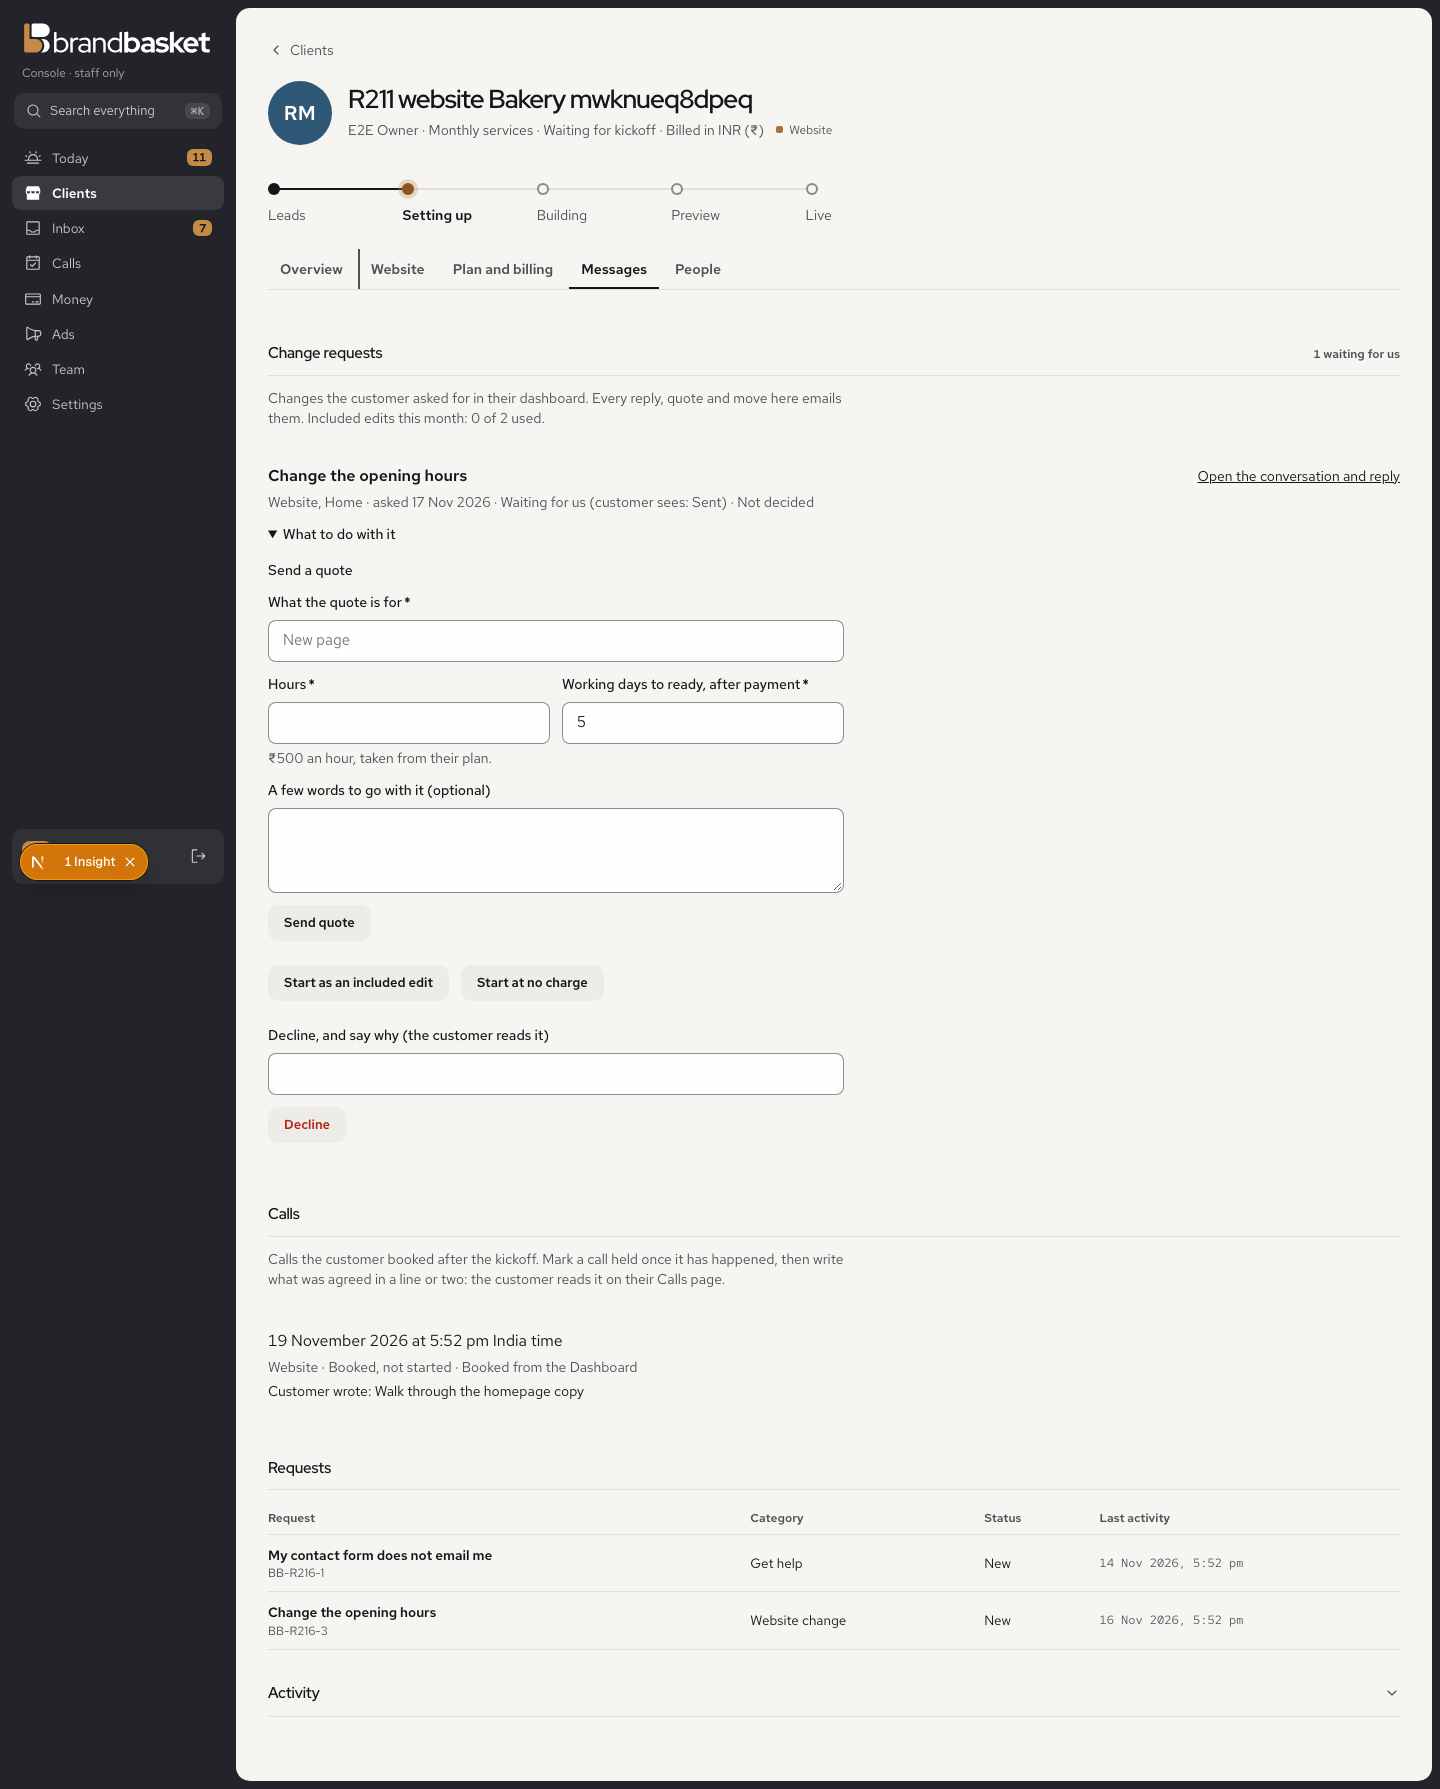 brandbasket
Console · staff only
Search everything ⌘K
Today 11
Clients
Inbox 7
Calls
Money
Ads
Team
Settings
1 Insight
Clients
RM
R211 website Bakery mwknueq8dpeq
E2E Owner · Monthly services · Waiting for kickoff · Billed in INR (₹) Website
Leads Setting up Building Preview Live
Overview Website Plan and billing Messages People
Change requests 1 waiting for us
Changes the customer asked for in their dashboard. Every reply, quote and move here emails
them. Included edits this month: 0 of 2 used.
Change the opening hours Open the conversation and reply
Website, Home · asked 17 Nov 2026 · Waiting for us (customer sees: Sent) · Not decided
▼ What to do with it
Send a quote
What the quote is for *
New page
Hours * Working days to ready, after payment *
5
₹500 an hour, taken from their plan.
A few words to go with it (optional)
Send quote
Start as an included edit Start at no charge
Decline, and say why (the customer reads it)
Decline
Calls
Calls the customer booked after the kickoff. Mark a call held once it has happened, then write
what was agreed in a line or two: the customer reads it on their Calls page.
19 November 2026 at 5:52 pm India time
Website · Booked, not started · Booked from the Dashboard
Customer wrote: Walk through the homepage copy
Requests
Request Category Status Last activity
My contact form does not email me Get help New 14 Nov 2026, 5:52 pm
BB-R216-1
Change the opening hours Website change New 16 Nov 2026, 5:52 pm
BB-R216-3
Activity